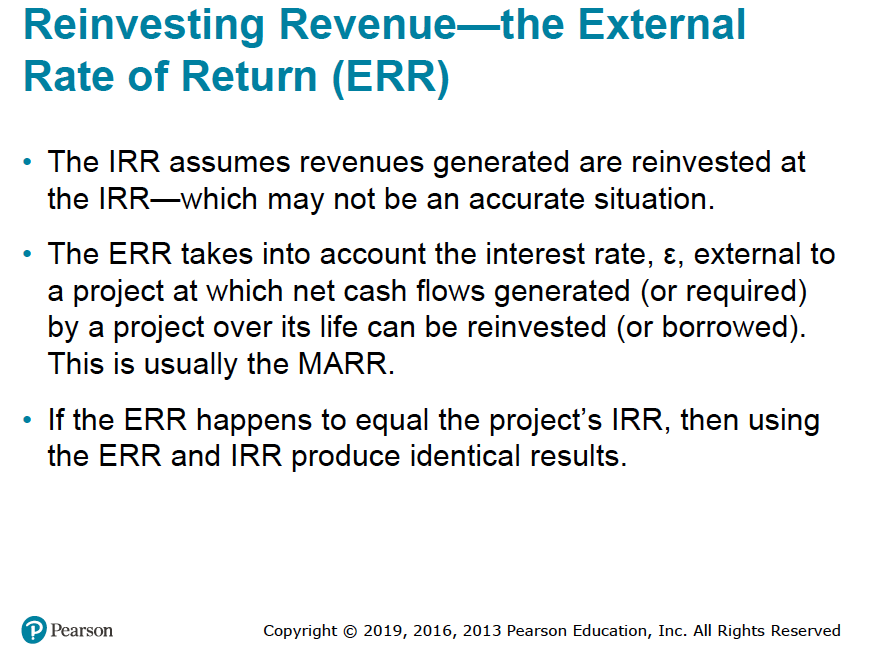 Reinvesting Revenue—the External
Rate of Return (ERR)
• The IRR assumes revenues generated are reinvested at
the IRR—which may not be an accurate situation.
• The ERR takes into account the interest rate, ε, external to
a project at which net cash flows generated (or required)
by a project over its life can be reinvested (or borrowed).
This is usually the MARR.
• If the ERR happens to equal the project’s IRR, then using
the ERR and IRR produce identical results.
P Pearson
Copyright © 2019, 2016, 2013 Pearson Education, Inc. All Rights Reserved